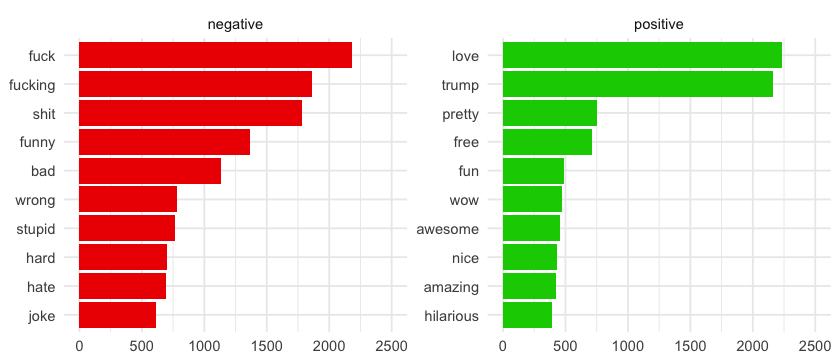 negative
fuck
fucking
shit
funny
bad
wrong
stupid
hard
hate
joke
0 500 1000 1500 2000 2500
positive
love
trump
pretty
free
fun
wow
awesome
nice
amazing
hilarious
0 500 1000 1500 2000 2500